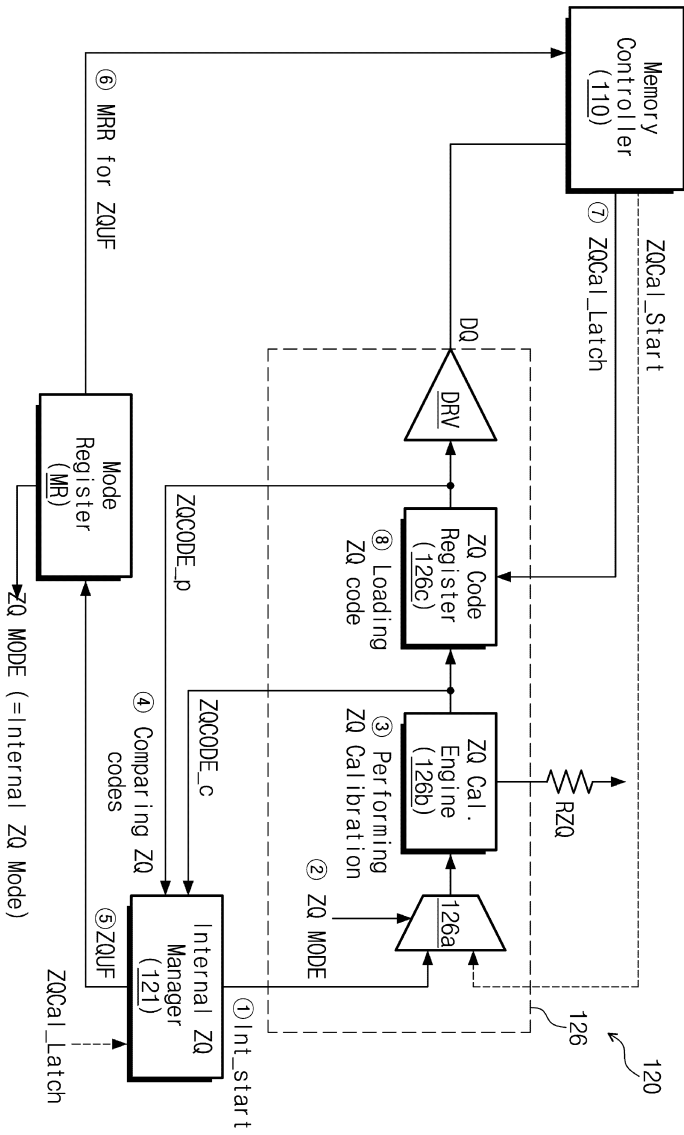 Memory
Controller
(110)
ZQCal_Start
⑦ ZQCal_Latch
⑥ MRR for ZQUF
DQ
DRV
ZQ Code
Register
(126c)
⑧ Loading
ZQ code
ZQ Cal.
Engine
(126b)
③ Performing
ZQ Calibration
RZQ
126a
② ZQ MODE
126
120
Mode
Register
(MR)
ZQ MODE (=Internal ZQ Mode)
ZQCODE_p
ZQCODE_c
④ Comparing ZQ
codes
⑤ZQUF
Internal ZQ
Manager
(121)
①Int_start
ZQCal_Latch